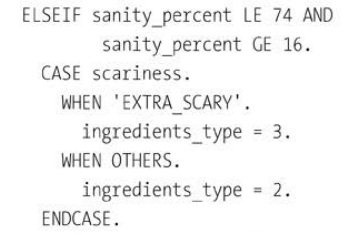 ELSEIF sanity_percent LE 74 AND
sanity_percent GE 16.
CASE scariness.
WHEN 'EXTRA_SCARY'.
ingredients_type = 3.
WHEN OTHERS.
ingredients_type = 2.
ENDCASE.